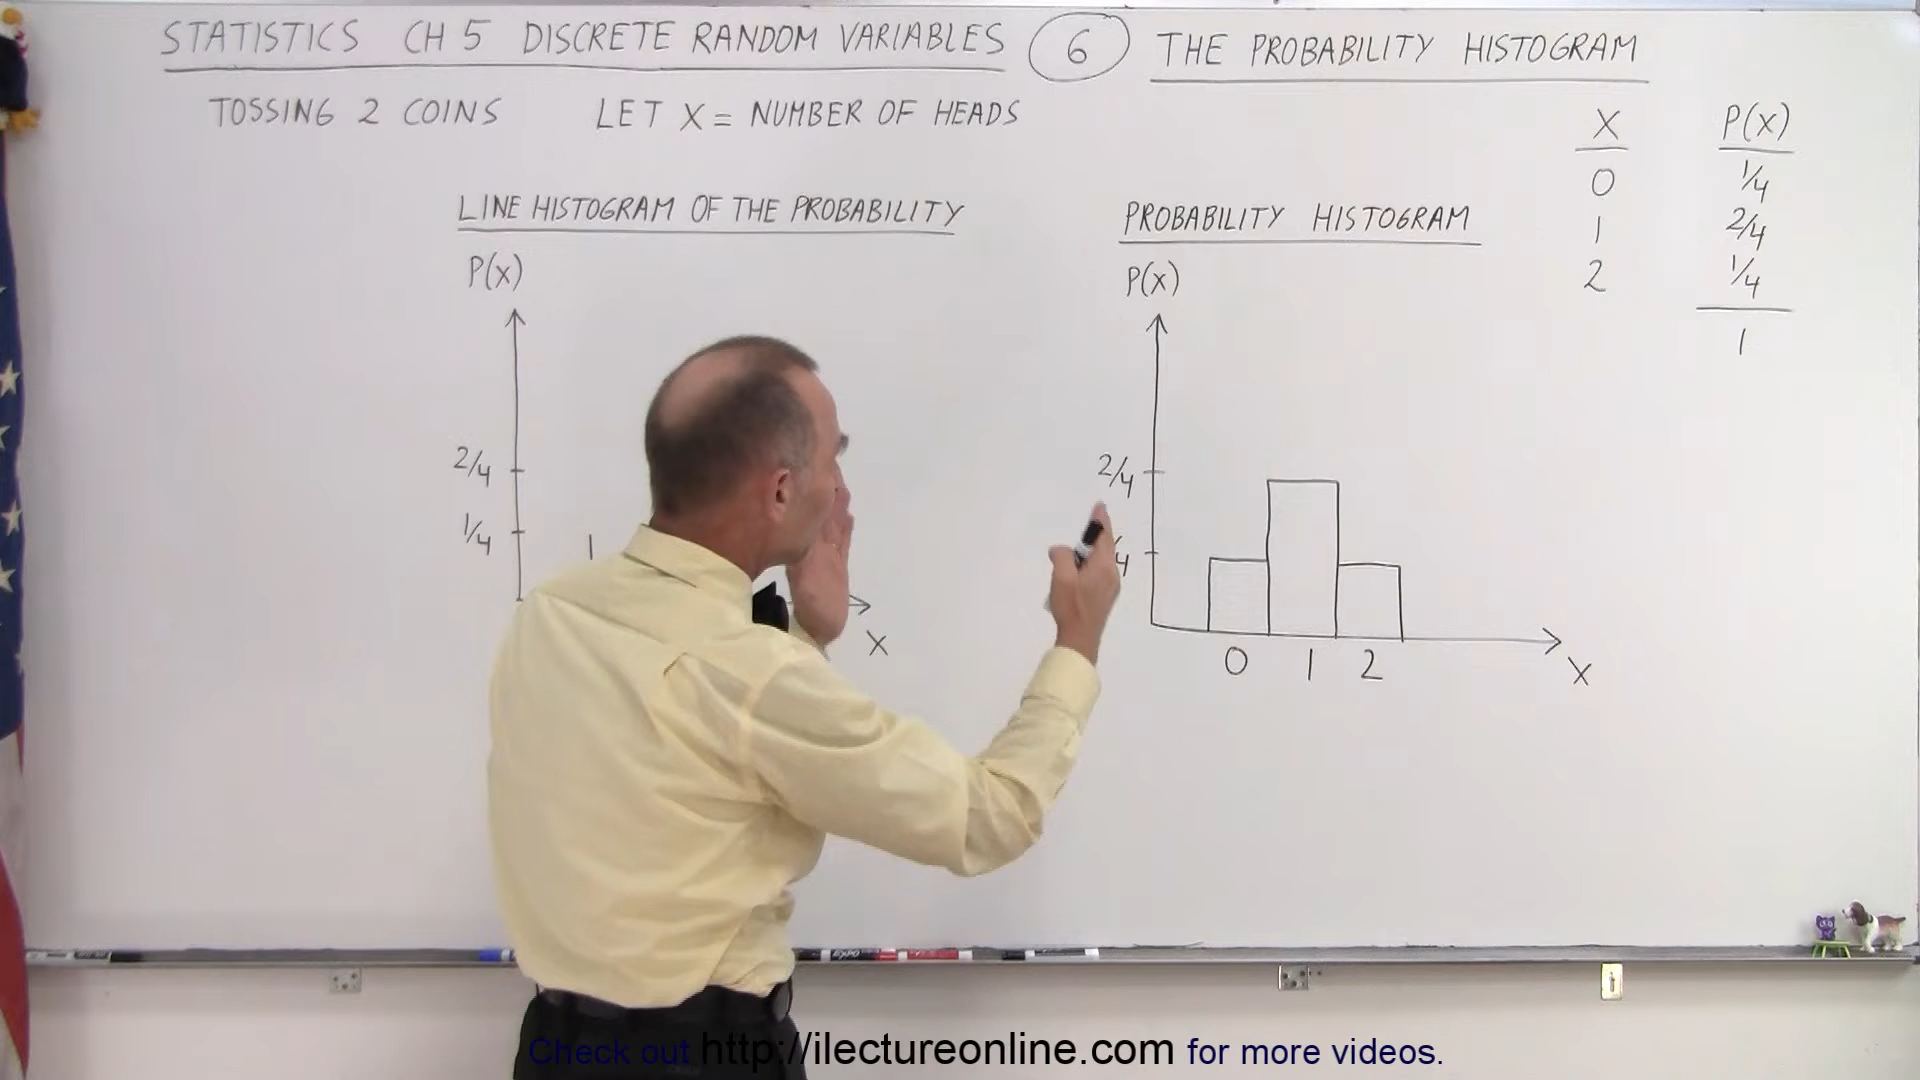 STATISTICS CH 5 DISCRETE RANDOM VARIABLES 6 THE PROBABILITY HISTOGRAM
TOSSING 2 COINS LET X = NUMBER OF HEADS
X P(X)
0 1/4
1 2/4
2 1/4
1
LINE HISTOGRAM OF THE PROBABILITY
P(X)
2/4
1/4
X
PROBABILITY HISTOGRAM
P(X)
2/4
/4
0 1 2
X
EXPO
Check out http://ilectureonline.com for more videos.